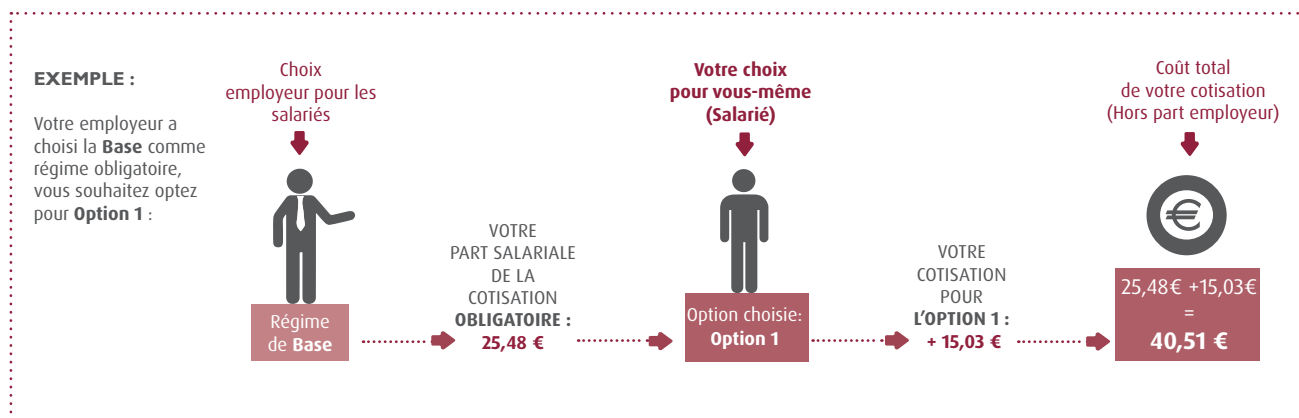 EXEMPLE :
Votre employeur a
choisi la Base comme
régime obligatoire,
vous souhaitez optez
pour Option 1 :
Choix
employeur pour les
salariés
Régime
de Base
VOTRE
PART SALARIALE
DE LA
COTISATION
OBLIGATOIRE :
25,48 €
Votre choix
pour vous-même
(Salarié)
Option choisie:
Option 1
VOTRE
COTISATION
POUR
L'OPTION 1 :
+ 15,03 €
Coût total
de votre cotisation
(Hors part employeur)
€
25,48€ +15,03€
=
40,51 €